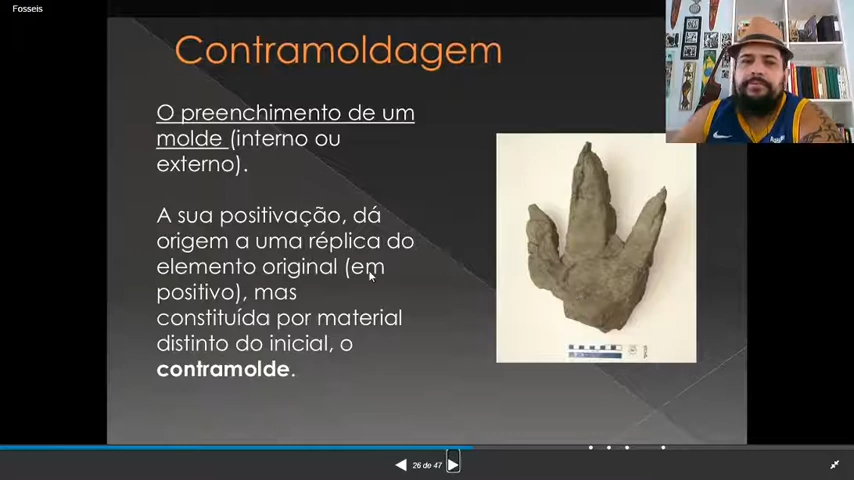 Fosseis
Contramoldagem
O preenchimento de um
molde (interno ou
externo).
A sua positivação, dá
origem a uma réplica do
elemento original (em
positivo), mas
constituída por material
distinto do inicial, o
contramolde.
26 de 47